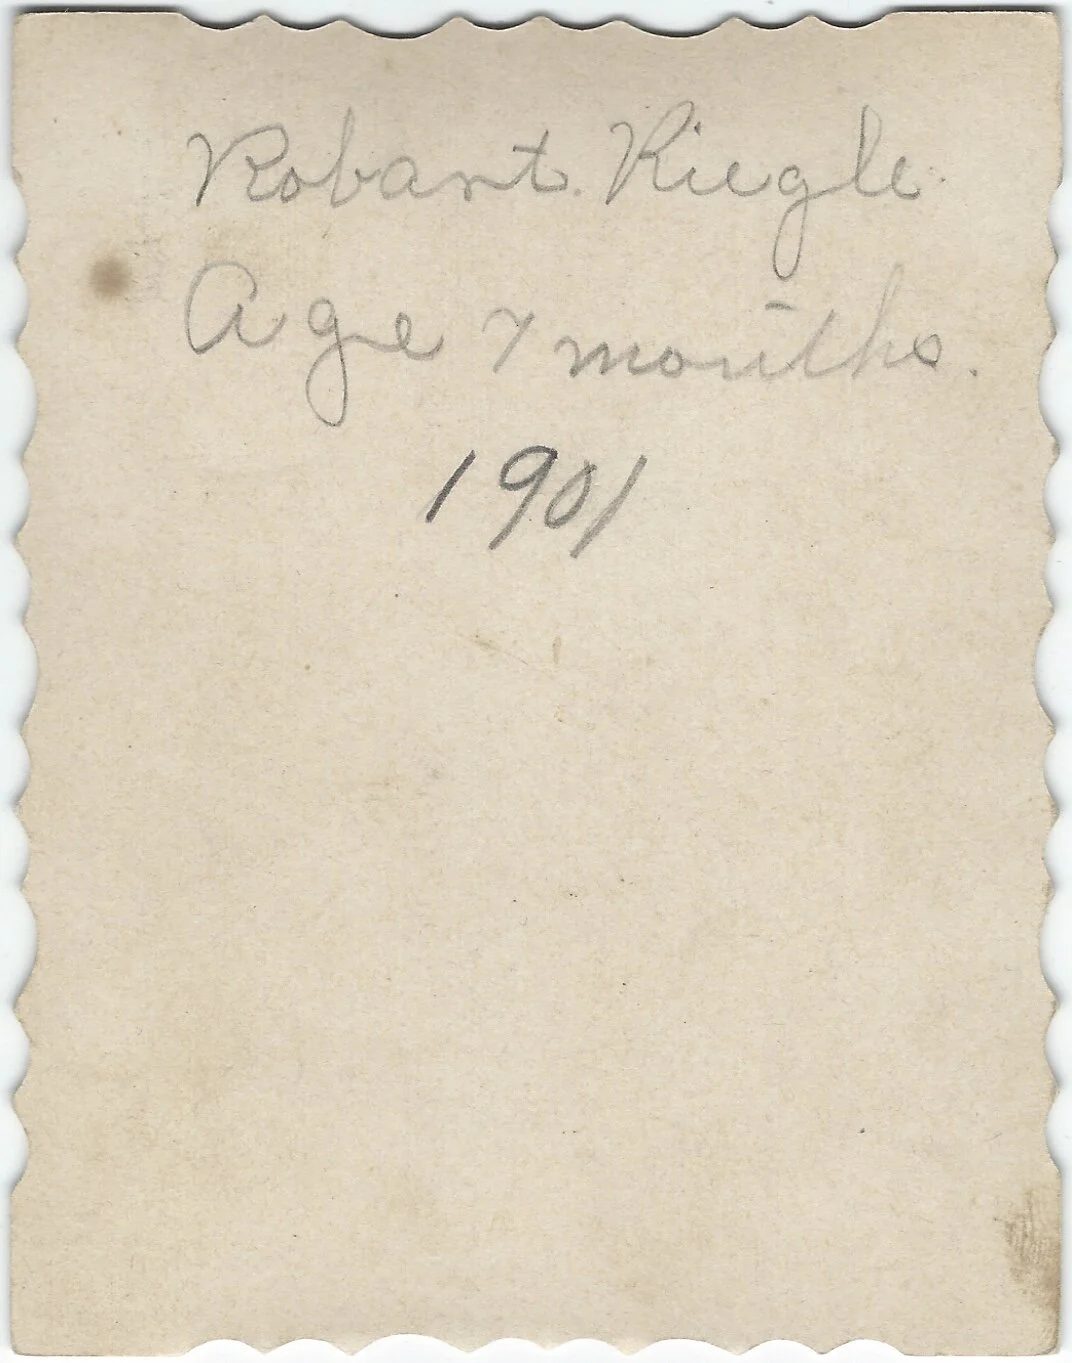 Robart. Riegle.
Age 7 months.
1901